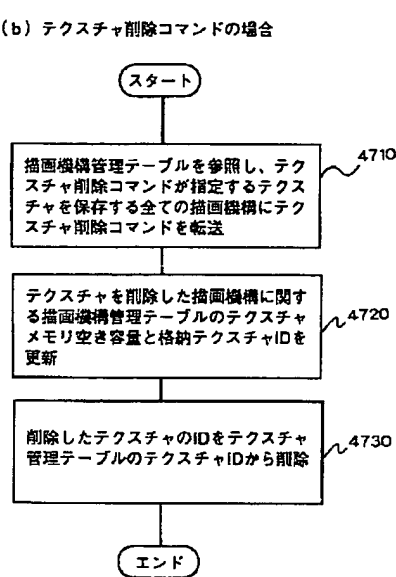 (b) テクスチャ削除コマンドの場合
スタート
描画機構管理テーブルを参照し、テク
スチャ削除コマンドが指定するテクス
チャを保存する全ての描画機構にテク
スチャ削除コマンドを転送
4710
テクスチャを削除した描画機構に関す
る描画機構管理テーブルのテクスチャ
メモリ空き容量と格納テクスチャIDを
更新
4720
削除したテクスチャのIDをテクスチャ
管理テーブルのテクスチャIDから削除
4730
エンド